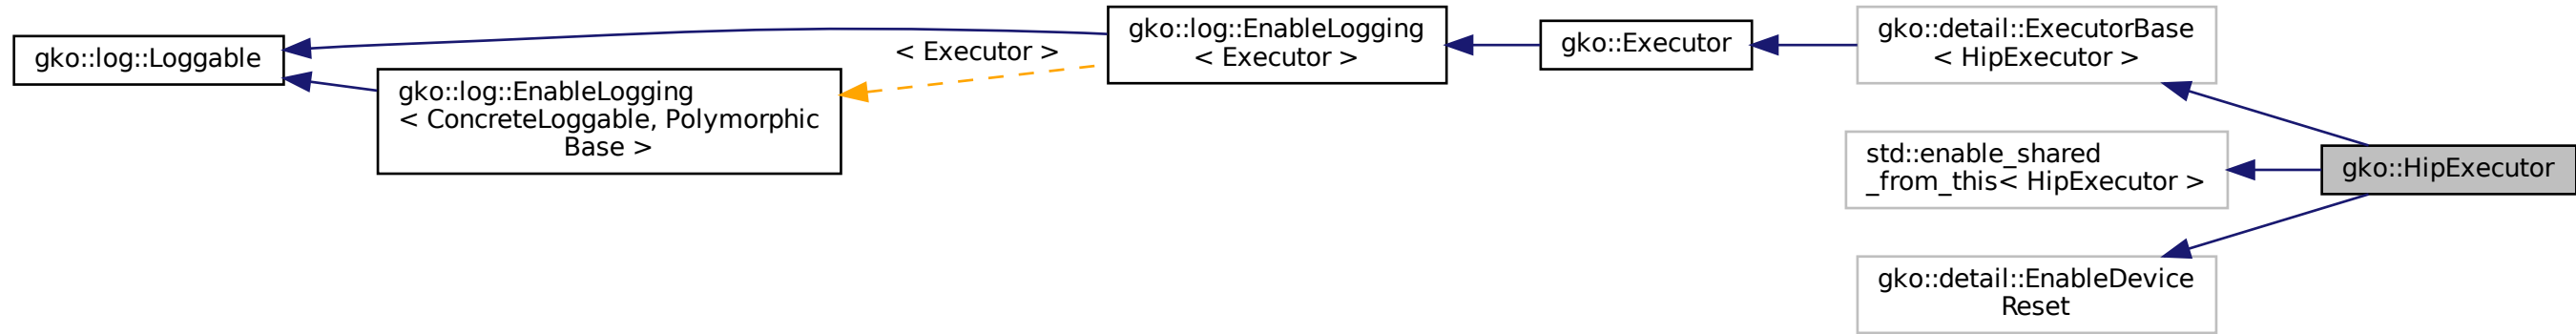 gko::log::Loggable
gko::log::EnableLogging
< ConcreteLoggable, Polymorphic
Base >
< Executor >
gko::log::EnableLogging
< Executor >
gko::Executor
gko::detail::ExecutorBase
< HipExecutor >
std::enable_shared
_from_this< HipExecutor >
gko::detail::EnableDevice
Reset
gko::HipExecutor